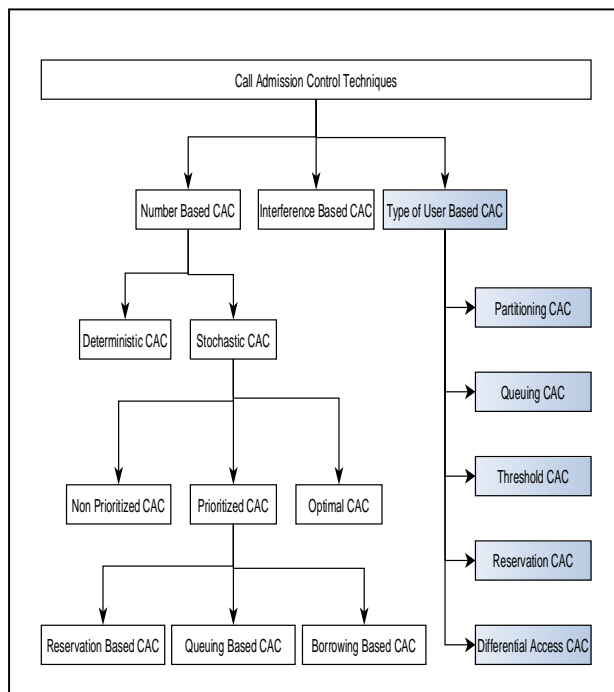 Call Admission Control Techniques
Number Based CAC
Interference Based CAC
Type of User Based CAC
Partitioning CAC
Deterministic CAC
Stochastic CAC
Queuing CAC
Threshold CAC
Non Prioritized CAC
Prioritized CAC
Optimal CAC
Reservation CAC
Reservation Based CAC
Queuing Based CAC
Borrowing Based CAC
Differential Access CAC